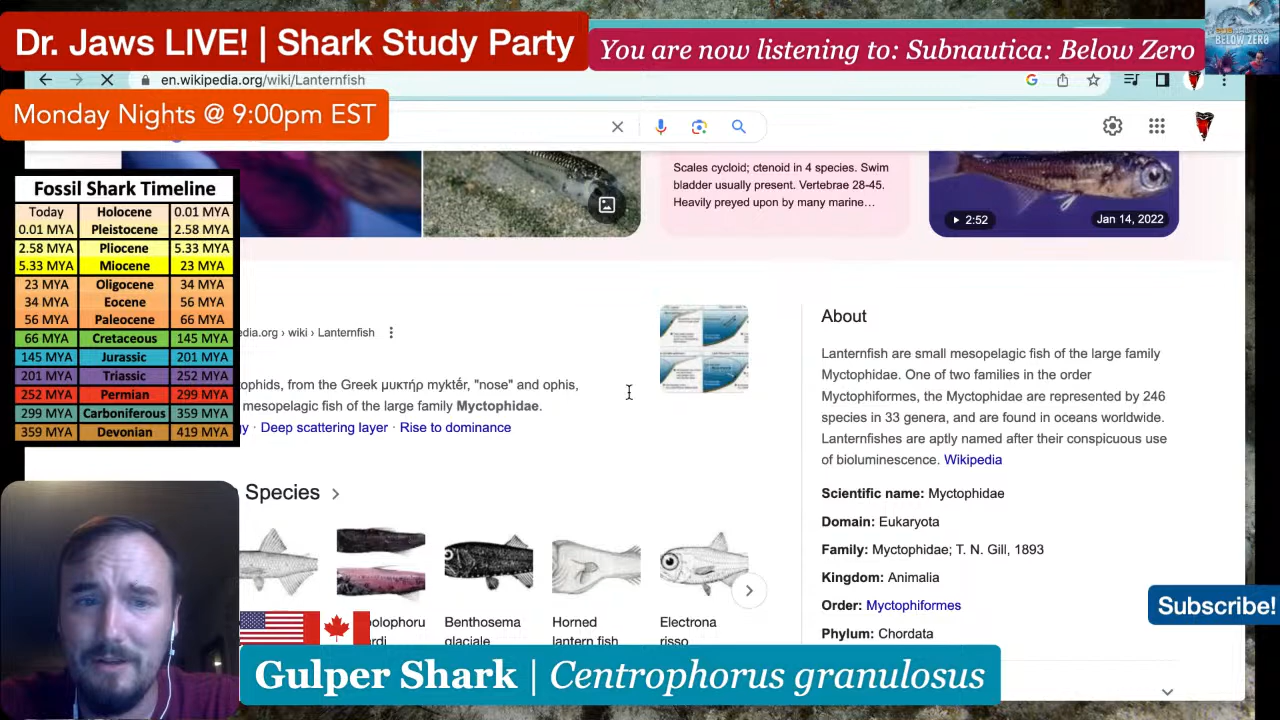 Dr. Jaws LIVE! | Shark Study Party
You are now listening to: Subnautica: Below Zero
BELOW ZERO
en.wikipedia.org/wiki/Lanternfish
Monday Nights @ 9:00pm EST
Scales cycloid; ctenoid in 4 species. Swim
bladder usually present. Vertebrae 28-45.
Heavily preyed upon by many marine...
2:52
Jan 14, 2022
Fossil Shark Timeline
Today Holocene 0.01 MYA
0.01 MYA Pleistocene 2.58 MYA
2.58 MYA Pliocene 5.33 MYA
5.33 MYA Miocene 23 MYA
23 MYA Oligocene 34 MYA
34 MYA Eocene 56 MYA
56 MYA Paleocene 66 MYA
66 MYA Cretaceous 145 MYA
145 MYA Jurassic 201 MYA
201 MYA Triassic 252 MYA
252 MYA Permian 299 MYA
299 MYA Carboniferous 359 MYA
359 MYA Devonian 419 MYA
edia.org › wiki › Lanternfish
ophids, from the Greek μυκτήρ myktḗr, "nose" and ophis,
mesopelagic fish of the large family Myctophidae.
gy · Deep scattering layer · Rise to dominance
Species
olophoru
rdi
Benthosema
glaciale
Horned
lantern fish
Electrona
risso
About
Lanternfish are small mesopelagic fish of the large family
Myctophidae. One of two families in the order
Myctophiformes, the Myctophidae are represented by 246
species in 33 genera, and are found in oceans worldwide.
Lanternfishes are aptly named after their conspicuous use
of bioluminescence. Wikipedia
Scientific name: Myctophidae
Domain: Eukaryota
Family: Myctophidae; T. N. Gill, 1893
Kingdom: Animalia
Order: Myctophiformes
Phylum: Chordata
Subscribe!
Gulper Shark | Centrophorus granulosus